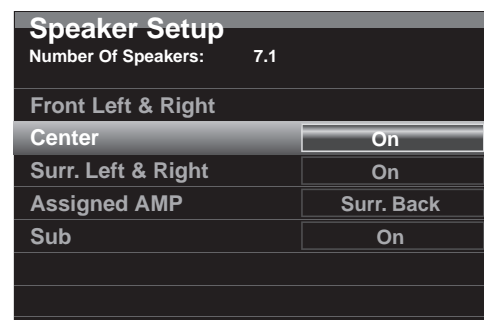 Speaker Setup
Number Of Speakers: 7.1
Front Left & Right
Center On
Surr. Left & Right On
Assigned AMP Surr. Back
Sub On